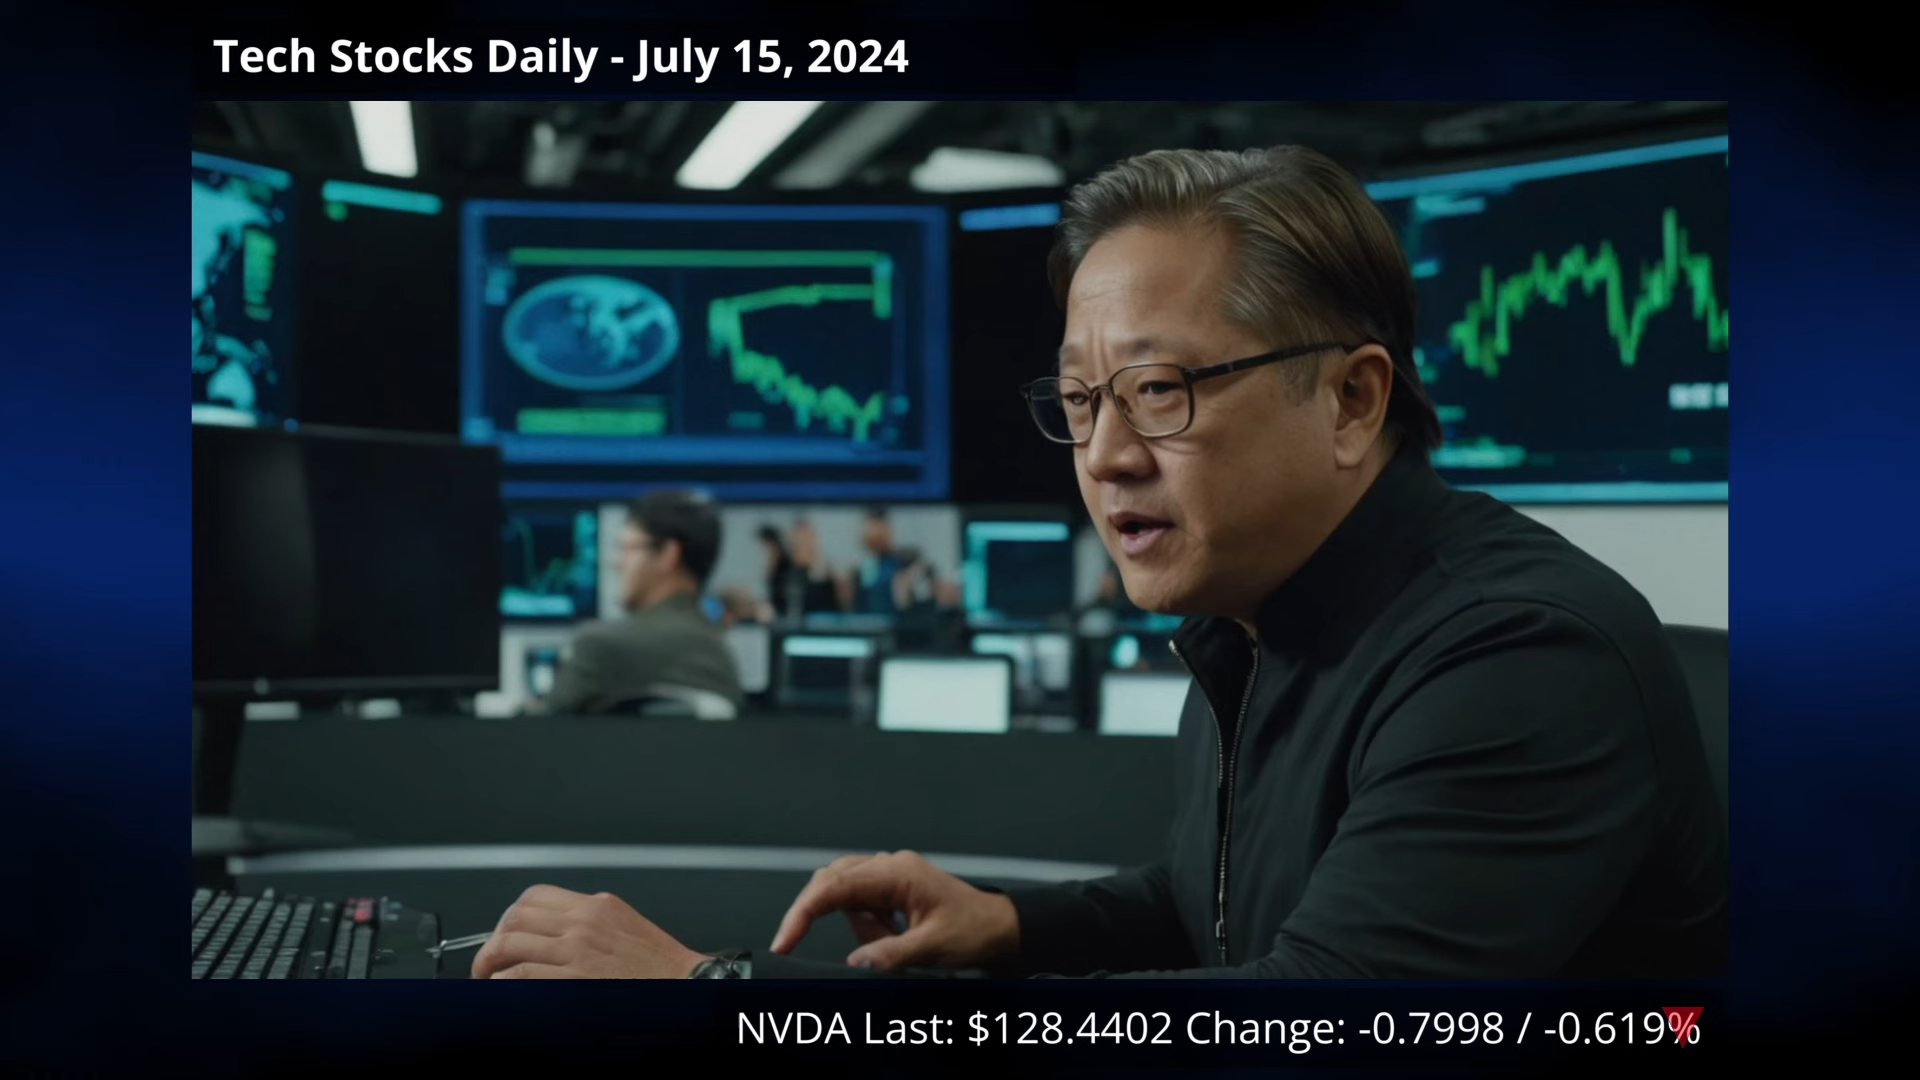 Tech Stocks Daily - July 15, 2024
NVDA Last: $128.4402 Change: -0.7998 / -0.619%